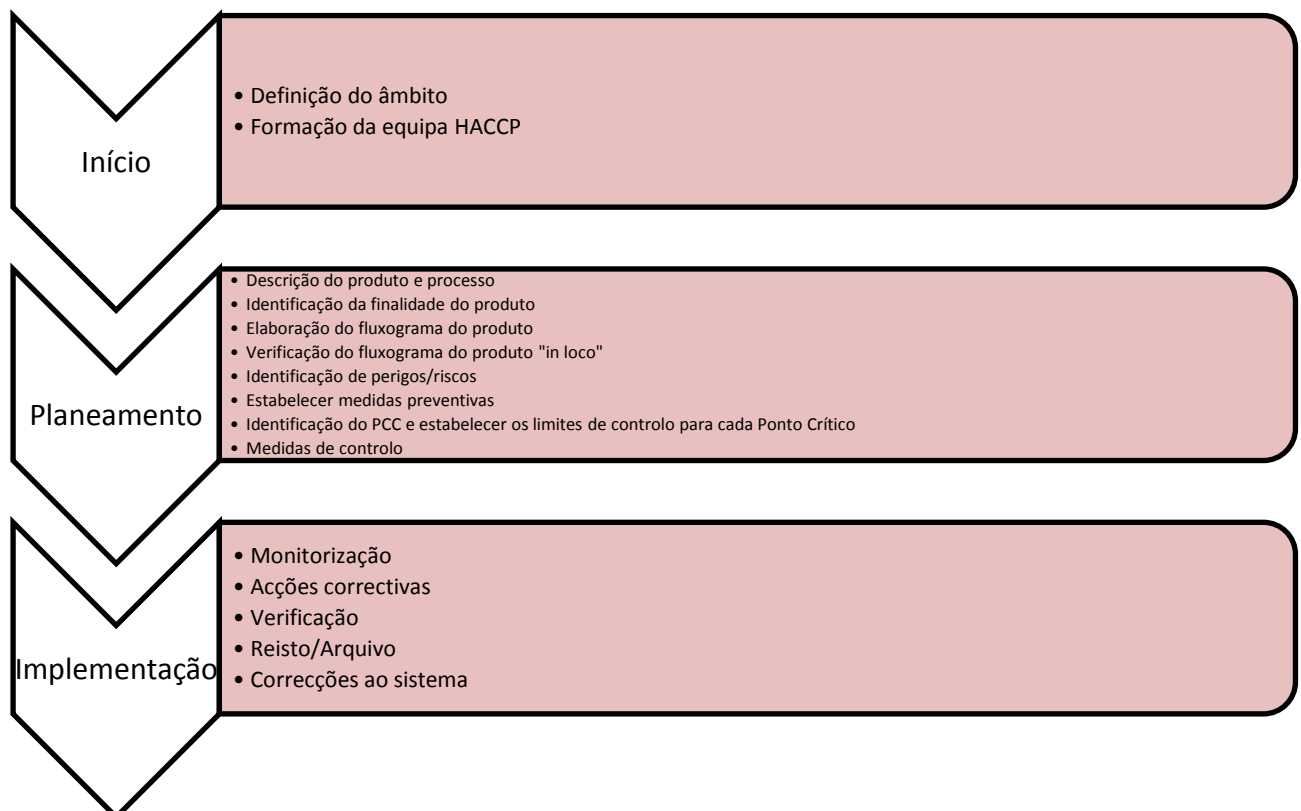 Início
• Definição do âmbito
• Formação da equipa HACCP
Planeamento
• Descrição do produto e processo
• Identificação da finalidade do produto
• Elaboração do fluxograma do produto
• Verificação do fluxograma do produto "in loco"
• Identificação de perigos/riscos
• Estabelecer medidas preventivas
• Identificação do PCC e estabelecer os limites de controlo para cada Ponto Crítico
• Medidas de controlo
Implementação
• Monitorização
• Acções correctivas
• Verificação
• Reisto/Arquivo
• Correcções ao sistema